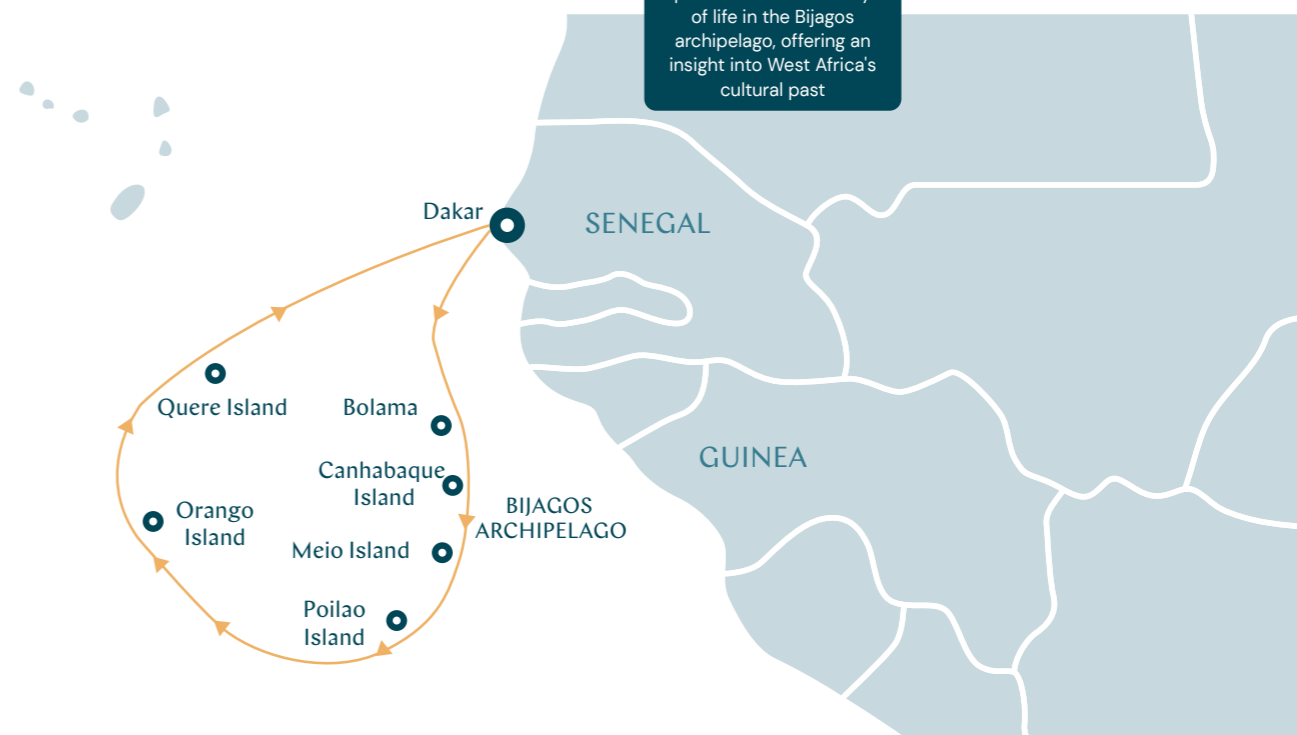 of life in the Bijagos
archipelago, offering an
insight into West Africa's
cultural past
Dakar
SENEGAL
Quere Island
Bolama
Canhabaque
Island
GUINEA
Orango
Island
BIJAGOS
ARCHIPELAGO
Meio Island
Poilao
Island